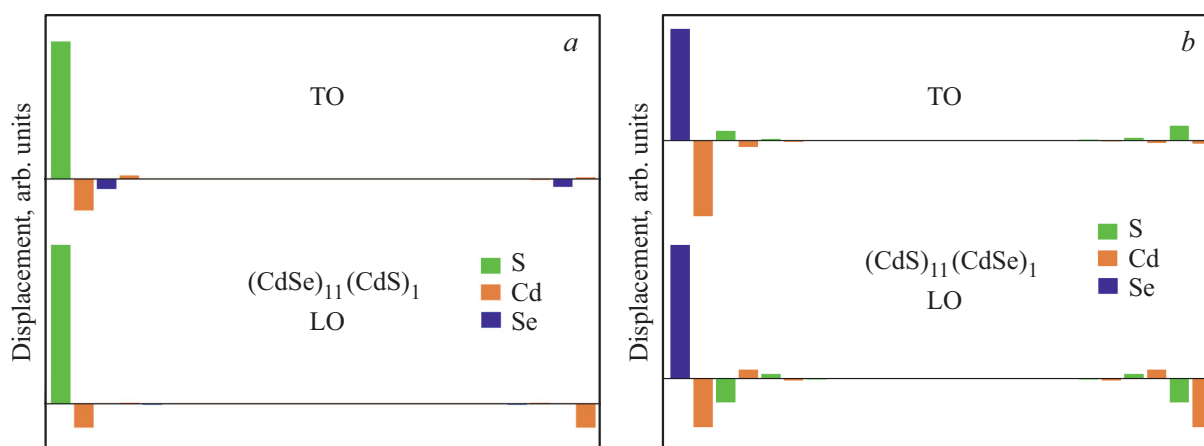 Displacement, arb. units
a
TO
(CdSe)11(CdS)1
LO
S
Cd
Se
Displacement, arb. units
b
TO
(CdS)11(CdSe)1
LO
S
Cd
Se